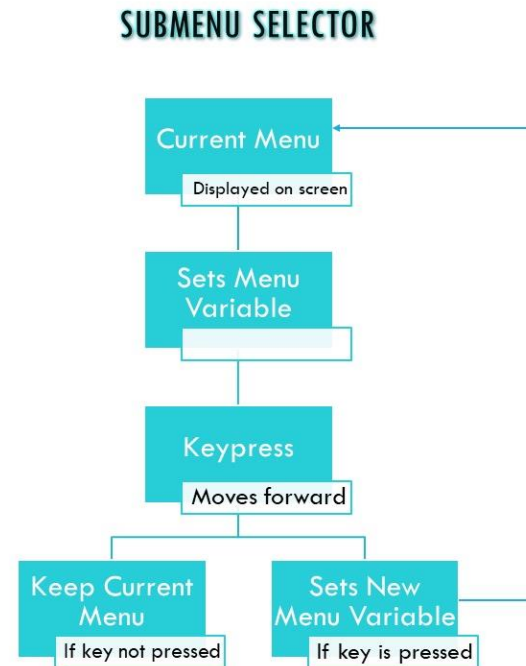 SUBMENU SELECTOR
Current Menu
Displayed on screen
Sets Menu
Variable
Keypress
Moves forward
Keep Current
Menu
If key not pressed
Sets New
Menu Variable
If key is pressed